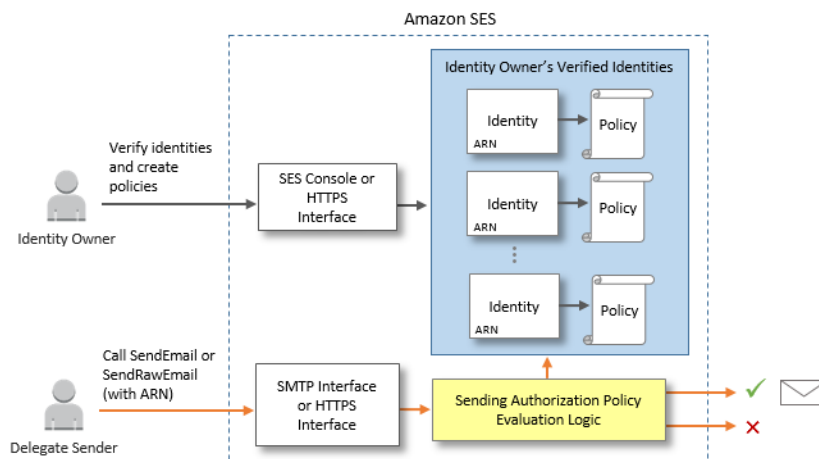 Amazon SES
Identity Owner's Verified Identities
Identity
ARN
Policy
Verify identities
and create
policies
SES Console or
HTTPS
Interface
Identity Owner
Identity
ARN
Policy
Identity
ARN
Policy
Call SendEmail or
SendRawEmail
(with ARN)
SMTP Interface
or HTTPS
Interface
Sending Authorization Policy
Evaluation Logic
Delegate Sender